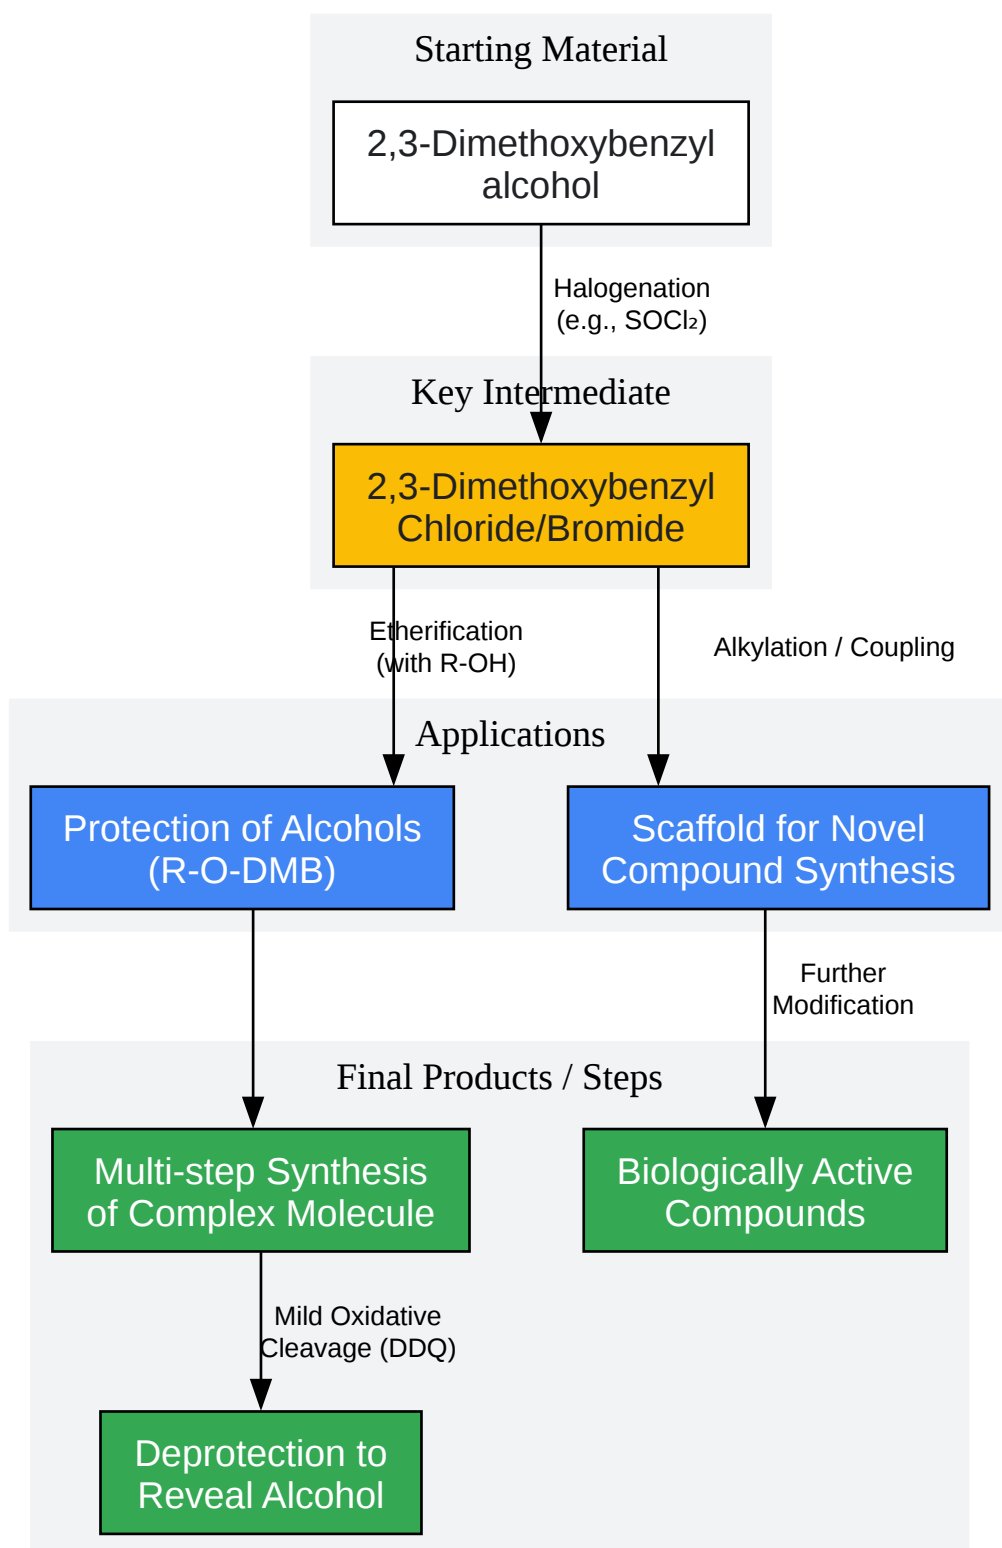 Starting Material
2,3-Dimethoxybenzyl
alcohol
Halogenation
(e.g., SOCl₂)
Key Intermediate
2,3-Dimethoxybenzyl
Chloride/Bromide
Etherification
(with R-OH)
Alkylation / Coupling
Applications
Protection of Alcohols
(R-O-DMB)
Scaffold for Novel
Compound Synthesis
Further
Modification
Final Products / Steps
Multi-step Synthesis
of Complex Molecule
Biologically Active
Compounds
Mild Oxidative
Cleavage (DDQ)
Deprotection to
Reveal Alcohol